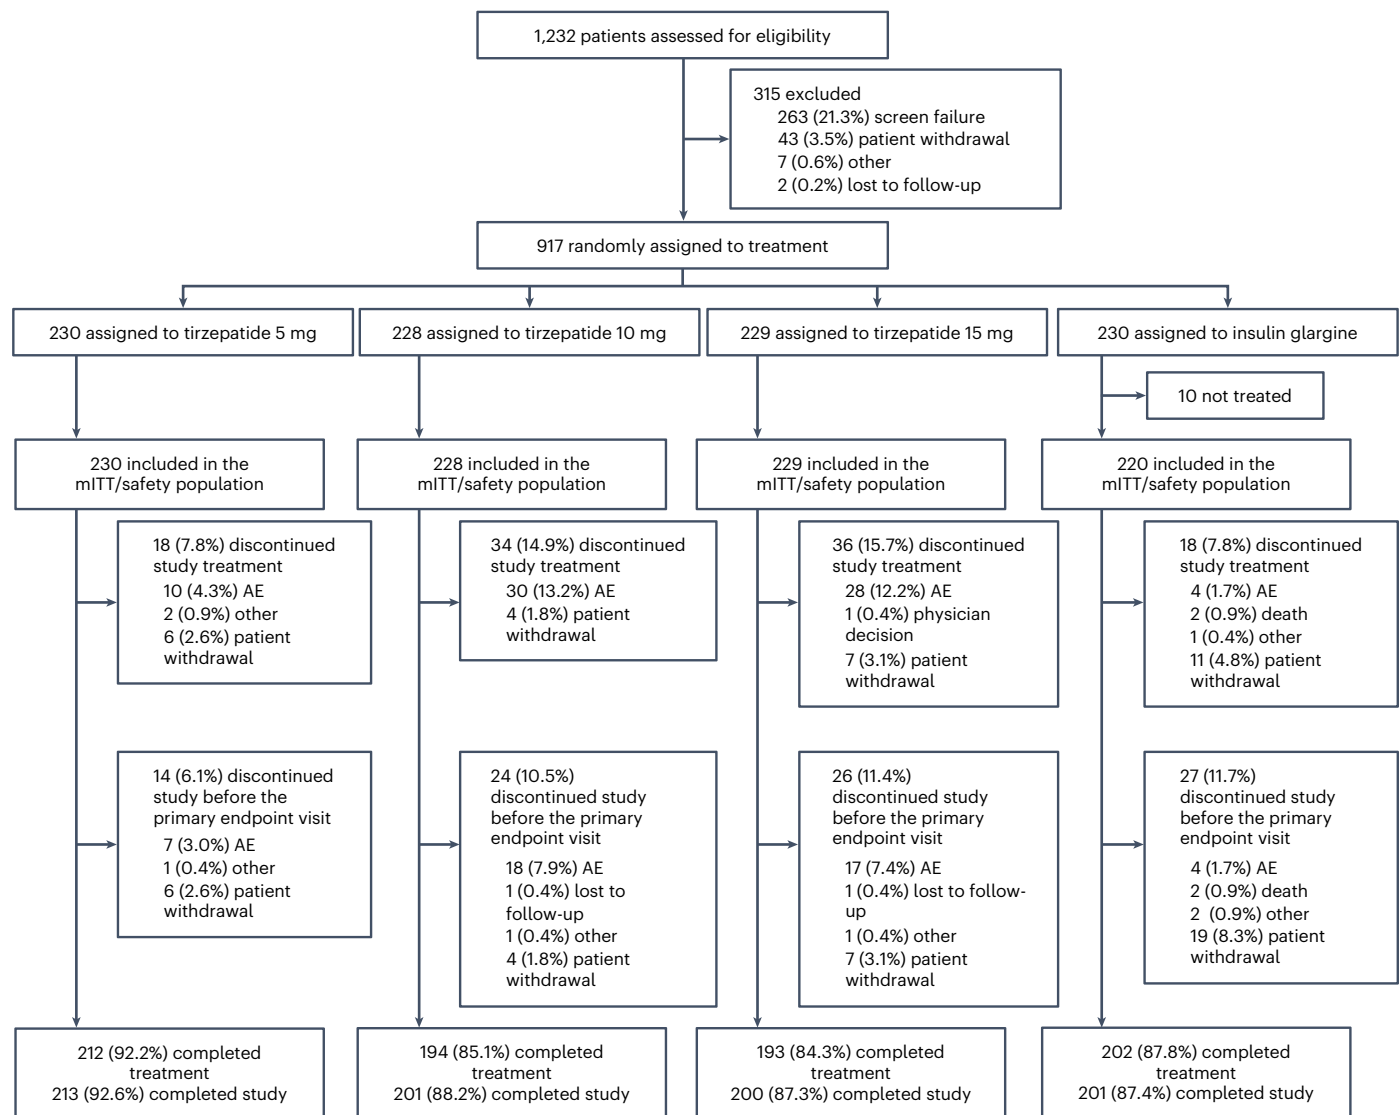 1,232 patients assessed for eligibility
315 excluded
263 (21.3%) screen failure
43 (3.5%) patient withdrawal
7 (0.6%) other
2 (0.2%) lost to follow-up
917 randomly assigned to treatment
230 assigned to tirzepatide 5 mg
228 assigned to tirzepatide 10 mg
229 assigned to tirzepatide 15 mg
230 assigned to insulin glargine
10 not treated
230 included in the
mITT/safety population
228 included in the
mITT/safety population
229 included in the
mITT/safety population
220 included in the
mITT/safety population
18 (7.8%) discontinued
study treatment
10 (4.3%) AE
2 (0.9%) other
6 (2.6%) patient
withdrawal
34 (14.9%) discontinued
study treatment
30 (13.2%) AE
4 (1.8%) patient
withdrawal
36 (15.7%) discontinued
study treatment
28 (12.2%) AE
1 (0.4%) physician
decision
7 (3.1%) patient
withdrawal
18 (7.8%) discontinued
study treatment
4 (1.7%) AE
2 (0.9%) death
1 (0.4%) other
11 (4.8%) patient
withdrawal
14 (6.1%) discontinued
study before the
primary endpoint visit
7 (3.0%) AE
1 (0.4%) other
6 (2.6%) patient
withdrawal
24 (10.5%)
discontinued study
before the primary
endpoint visit
18 (7.9%) AE
1 (0.4%) lost to
follow-up
1 (0.4%) other
4 (1.8%) patient
withdrawal
26 (11.4%)
discontinued study
before the primary
endpoint visit
17 (7.4%) AE
1 (0.4%) lost to follow-
up
1 (0.4%) other
7 (3.1%) patient
withdrawal
27 (11.7%)
discontinued study
before the primary
endpoint visit
4 (1.7%) AE
2 (0.9%) death
2 (0.9%) other
19 (8.3%) patient
withdrawal
212 (92.2%) completed
treatment
213 (92.6%) completed study
194 (85.1%) completed
treatment
201 (88.2%) completed study
193 (84.3%) completed
treatment
200 (87.3%) completed study
202 (87.8%) completed
treatment
201 (87.4%) completed study